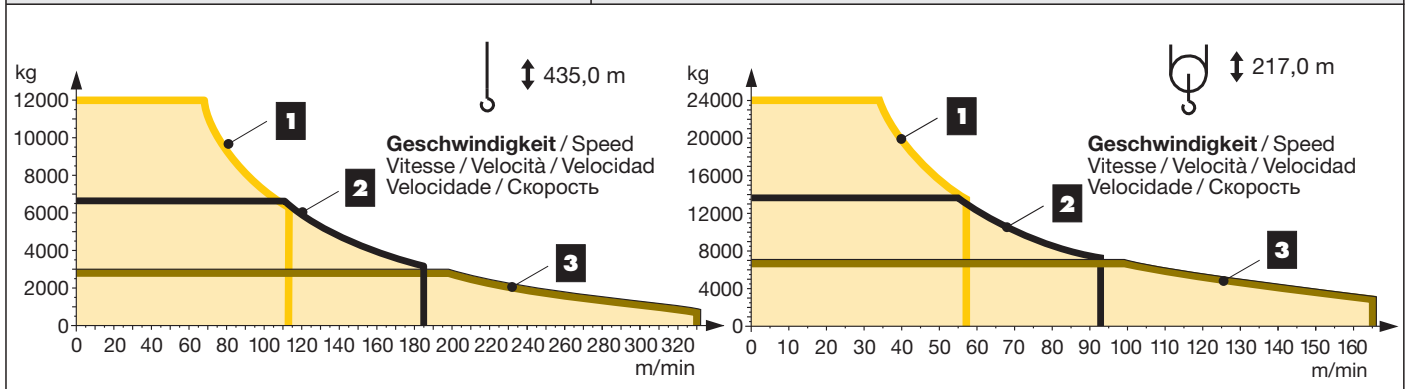 kg
435,0 m
12000
10000
8000
6000
4000
2000
0
1
2
3
Geschwindigkeit / Speed
Vitesse / Velocità / Velocidad
Velocidade / Скорость
0 20 40 60 80 100 120 140 160 180 200 220 240 260 280 300 320
m/min
kg
217,0 m
24000
20000
16000
12000
8000
4000
0
1
2
3
Geschwindigkeit / Speed
Vitesse / Velocità / Velocidad
Velocidade / Скорость
0 10 20 30 40 50 60 70 80 90 100 110 120 130 140 150 160
m/min